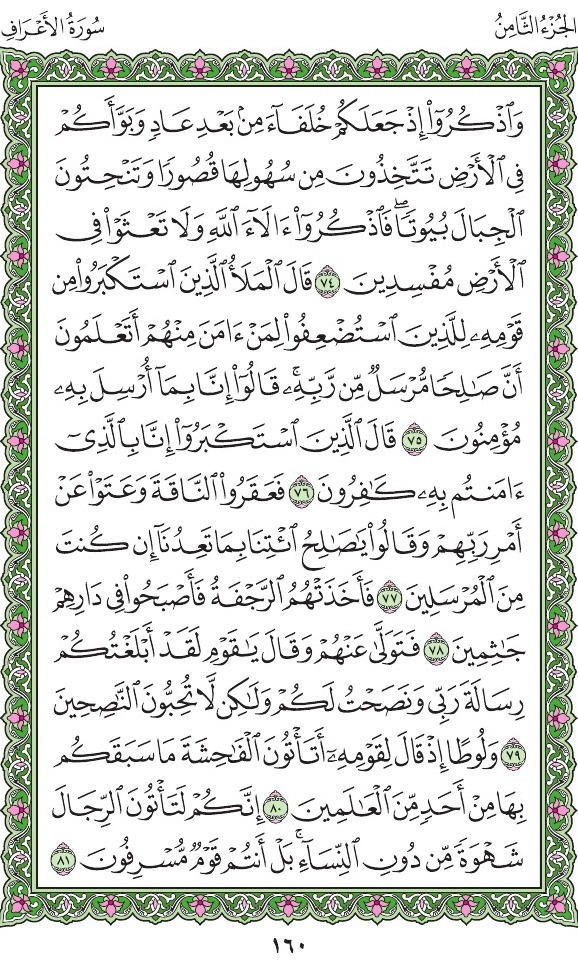 الجُزْءُ الثَّامِنُ
سُورَةُ الأَعْرَافِ
وَٱذْكُرُوٓا۟ إِذْ جَعَلَكُمْ خُلَفَآءَ مِنۢ بَعْدِ عَادٍ وَبَوَّأَكُمْ
فِى ٱلْأَرْضِ تَتَّخِذُونَ مِن سُهُولِهَا قُصُورًا وَتَنْحِتُونَ
ٱلْجِبَالَ بُيُوتًا ۖ فَٱذْكُرُوٓا۟ ءَالَآءَ ٱللَّهِ وَلَا تَعْثَوْا۟ فِى
ٱلْأَرْضِ مُفْسِدِينَ ٧٤ قَالَ ٱلْمَلَأُ ٱلَّذِينَ ٱسْتَكْبَرُوا۟ مِن
قَوْمِهِۦ لِلَّذِينَ ٱسْتُضْعِفُوا۟ لِمَنْ ءَامَنَ مِنْهُمْ أَتَعْلَمُونَ
أَنَّ صَـٰلِحًا مُّرْسَلٌ مِّن رَّبِّهِۦ ۚ قَالُوٓا۟ إِنَّا بِمَآ أُرْسِلَ بِهِۦ
مُؤْمِنُونَ ٧٥ قَالَ ٱلَّذِينَ ٱسْتَكْبَرُوٓا۟ إِنَّا بِٱلَّذِىٓ
ءَامَنتُم بِهِۦ كَـٰفِرُونَ ٧٦ فَعَقَرُوا۟ ٱلنَّاقَةَ وَعَتَوْا۟ عَنْ
أَمْرِ رَبِّهِمْ وَقَالُوا۟ يَـٰصَـٰلِحُ ٱئْتِنَا بِمَا تَعِدُنَآ إِن كُنتَ
مِنَ ٱلْمُرْسَلِينَ ٧٧ فَأَخَذَتْهُمُ ٱلرَّجْفَةُ فَأَصْبَحُوا۟ فِى دَارِهِمْ
جَـٰثِمِينَ ٧٨ فَتَوَلَّىٰ عَنْهُمْ وَقَالَ يَـٰقَوْمِ لَقَدْ أَبْلَغْتُكُمْ
رِسَالَةَ رَبِّى وَنَصَحْتُ لَكُمْ وَلَـٰكِن لَّا تُحِبُّونَ ٱلنَّـٰصِحِينَ
٧٩ وَلُوطًا إِذْ قَالَ لِقَوْمِهِۦٓ أَتَأْتُونَ ٱلْفَـٰحِشَةَ مَا سَبَقَكُم
بِهَا مِنْ أَحَدٍ مِّنَ ٱلْعَـٰلَمِينَ ٨٠ إِنَّكُمْ لَتَأْتُونَ ٱلرِّجَالَ
شَهْوَةً مِّن دُونِ ٱلنِّسَآءِ ۚ بَلْ أَنتُمْ قَوْمٌ مُّسْرِفُونَ ٨١
١٦٠